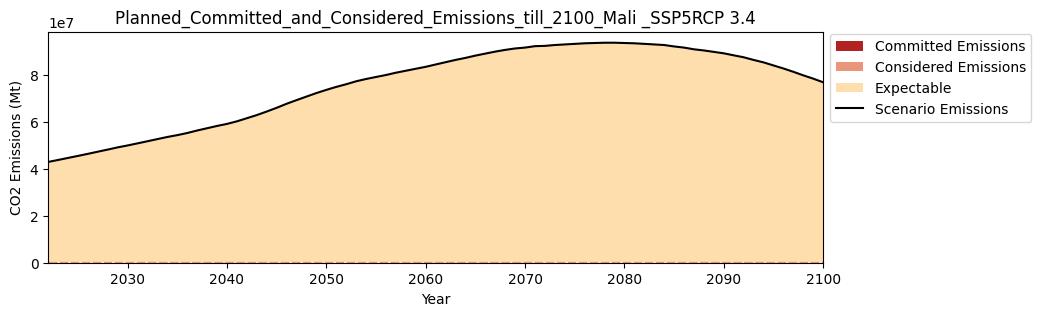 Planned_Committed_and_Considered_Emissions_till_2100_Mali _SSP5RCP 3.4
1e7
8
6
4
2
0
CO2 Emissions (Mt)
2030 2040 2050 2060 2070 2080 2090 2100
Year
Committed Emissions
Considered Emissions
Expectable
Scenario Emissions